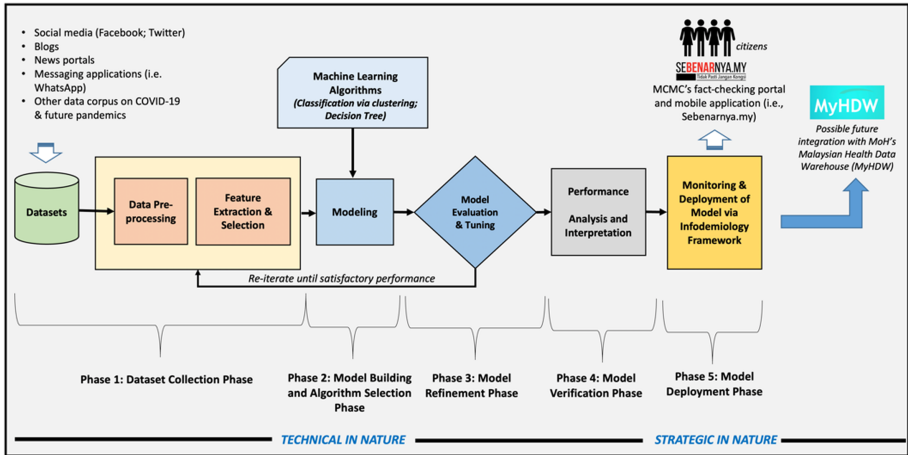 Social media (Facebook; Twitter)
Blogs
News portals
Messaging applications (i.e.
WhatsApp)
Other data corpus on COVID-19
& future pandemics
Machine Learning
Algorithms
(Classification via clustering;
Decision Tree)
citizens
SEBENARNYA.MY
Tidak Pasti Jangan Kongsi
MCMC's fact-checking portal
and mobile application (i.e.,
Sebenarnya.my)
MyHDW
Possible future
integration with MoH's
Malaysian Health Data
Warehouse (MyHDW)
Datasets
Data Pre-
processing
Feature
Extraction &
Selection
Modeling
Model
Evaluation
& Tuning
Performance
Analysis and
Interpretation
Monitoring &
Deployment of
Model via
Infodemiology
Framework
Re-iterate until satisfactory performance
Phase 1: Dataset Collection Phase
Phase 2: Model Building
and Algorithm Selection
Phase
Phase 3: Model
Refinement Phase
Phase 4: Model
Verification Phase
Phase 5: Model
Deployment Phase
TECHNICAL IN NATURE
STRATEGIC IN NATURE